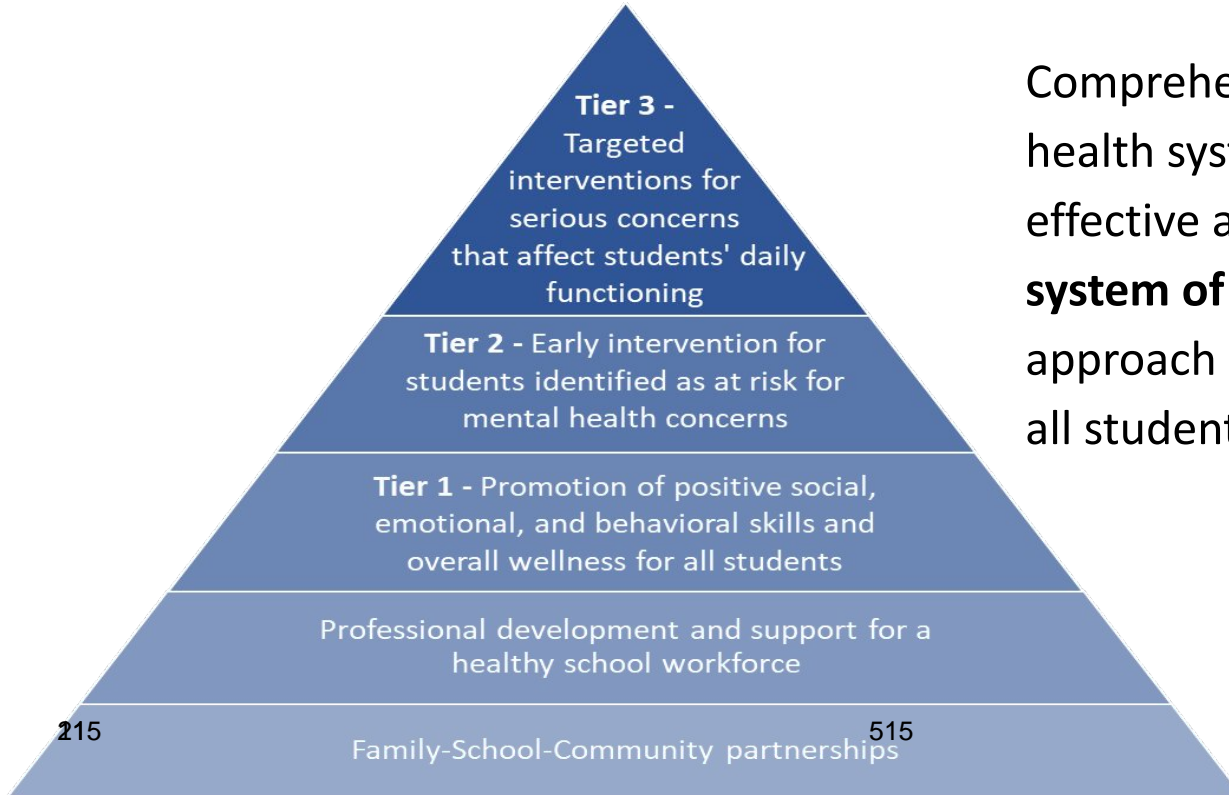 Tier 3 -
Targeted
interventions for
serious concerns
that affect students' daily
functioning
Tier 2 - Early intervention for
students identified as at risk for
mental health concerns
Tier 1 - Promotion of positive social,
emotional, and behavioral skills and
overall wellness for all students
Professional development and support for a
healthy school workforce
Family-School-Community partnerships
515
health
effective
system of
approach
all